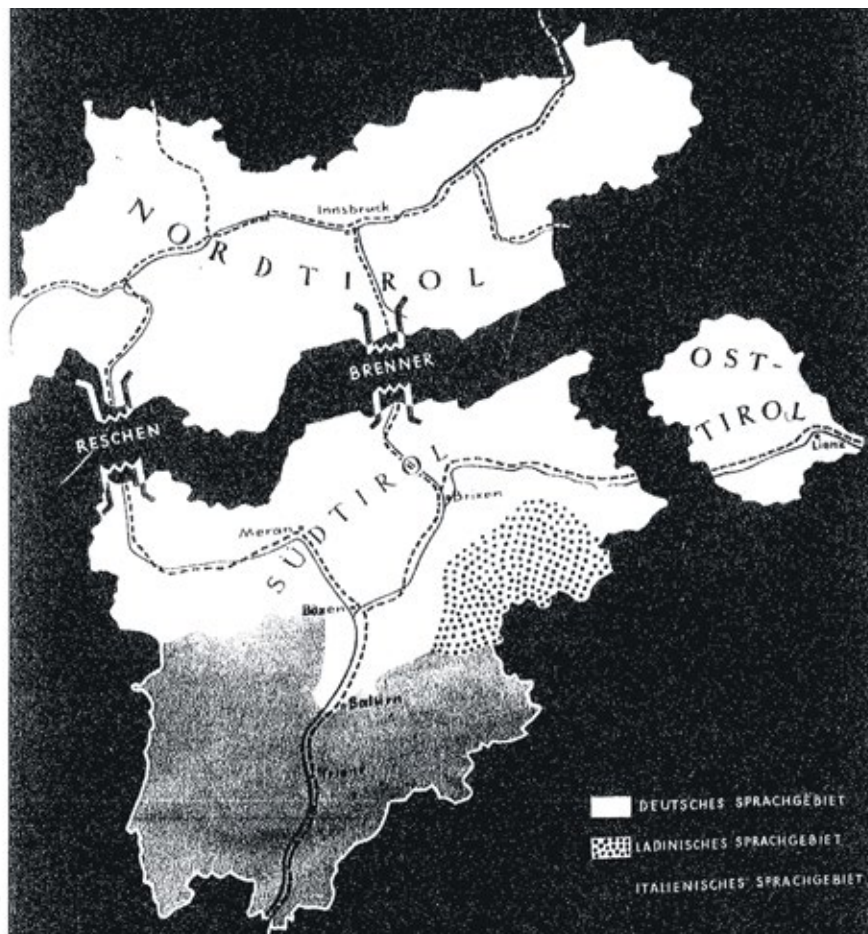 Innsbruck
NORDTIROL
BRENNER
RESCHEN
OST-
TIROL
Lienz
SÜDTIROL
Brixen
Meran
Bozen
Salurn
Trient
DEUTSCHES SPRACHGEBIET
LADINISCHES SPRACHGEBIET
ITALIENISCHES SPRACHGEBIET